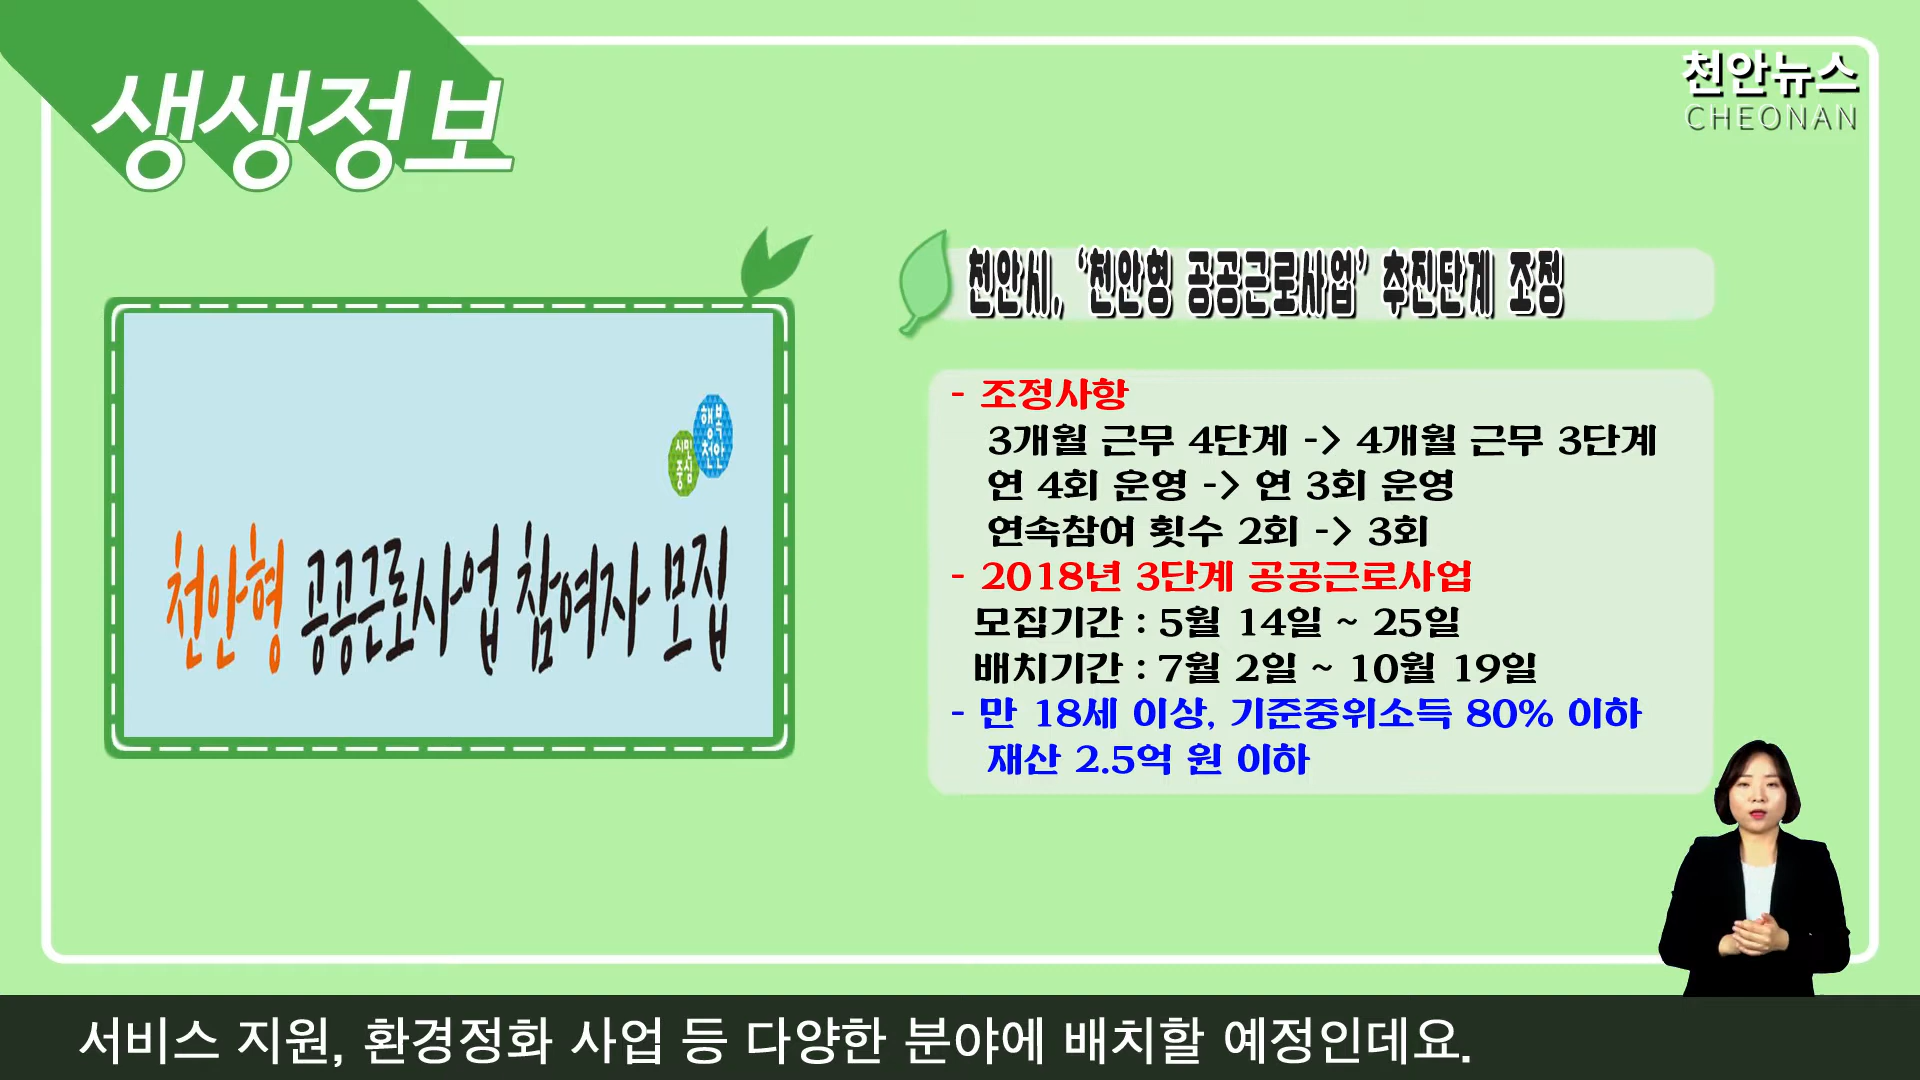 생생정보
천안뉴스
CHEONAN
천안시, ‘천안형 공공근로사업’ 추진단계 조정
행복
천안
시민
중심
천안형 공공근로사업 참여자 모집
- 조정사항
3개월 근무 4단계 -> 4개월 근무 3단계
연 4회 운영 -> 연 3회 운영
연속참여 횟수 2회 -> 3회
- 2018년 3단계 공공근로사업
모집기간 : 5월 14일 ~ 25일
배치기간 : 7월 2일 ~ 10월 19일
- 만 18세 이상, 기준중위소득 80% 이하
재산 2.5억 원 이하
서비스 지원, 환경정화 사업 등 다양한 분야에 배치할 예정인데요.